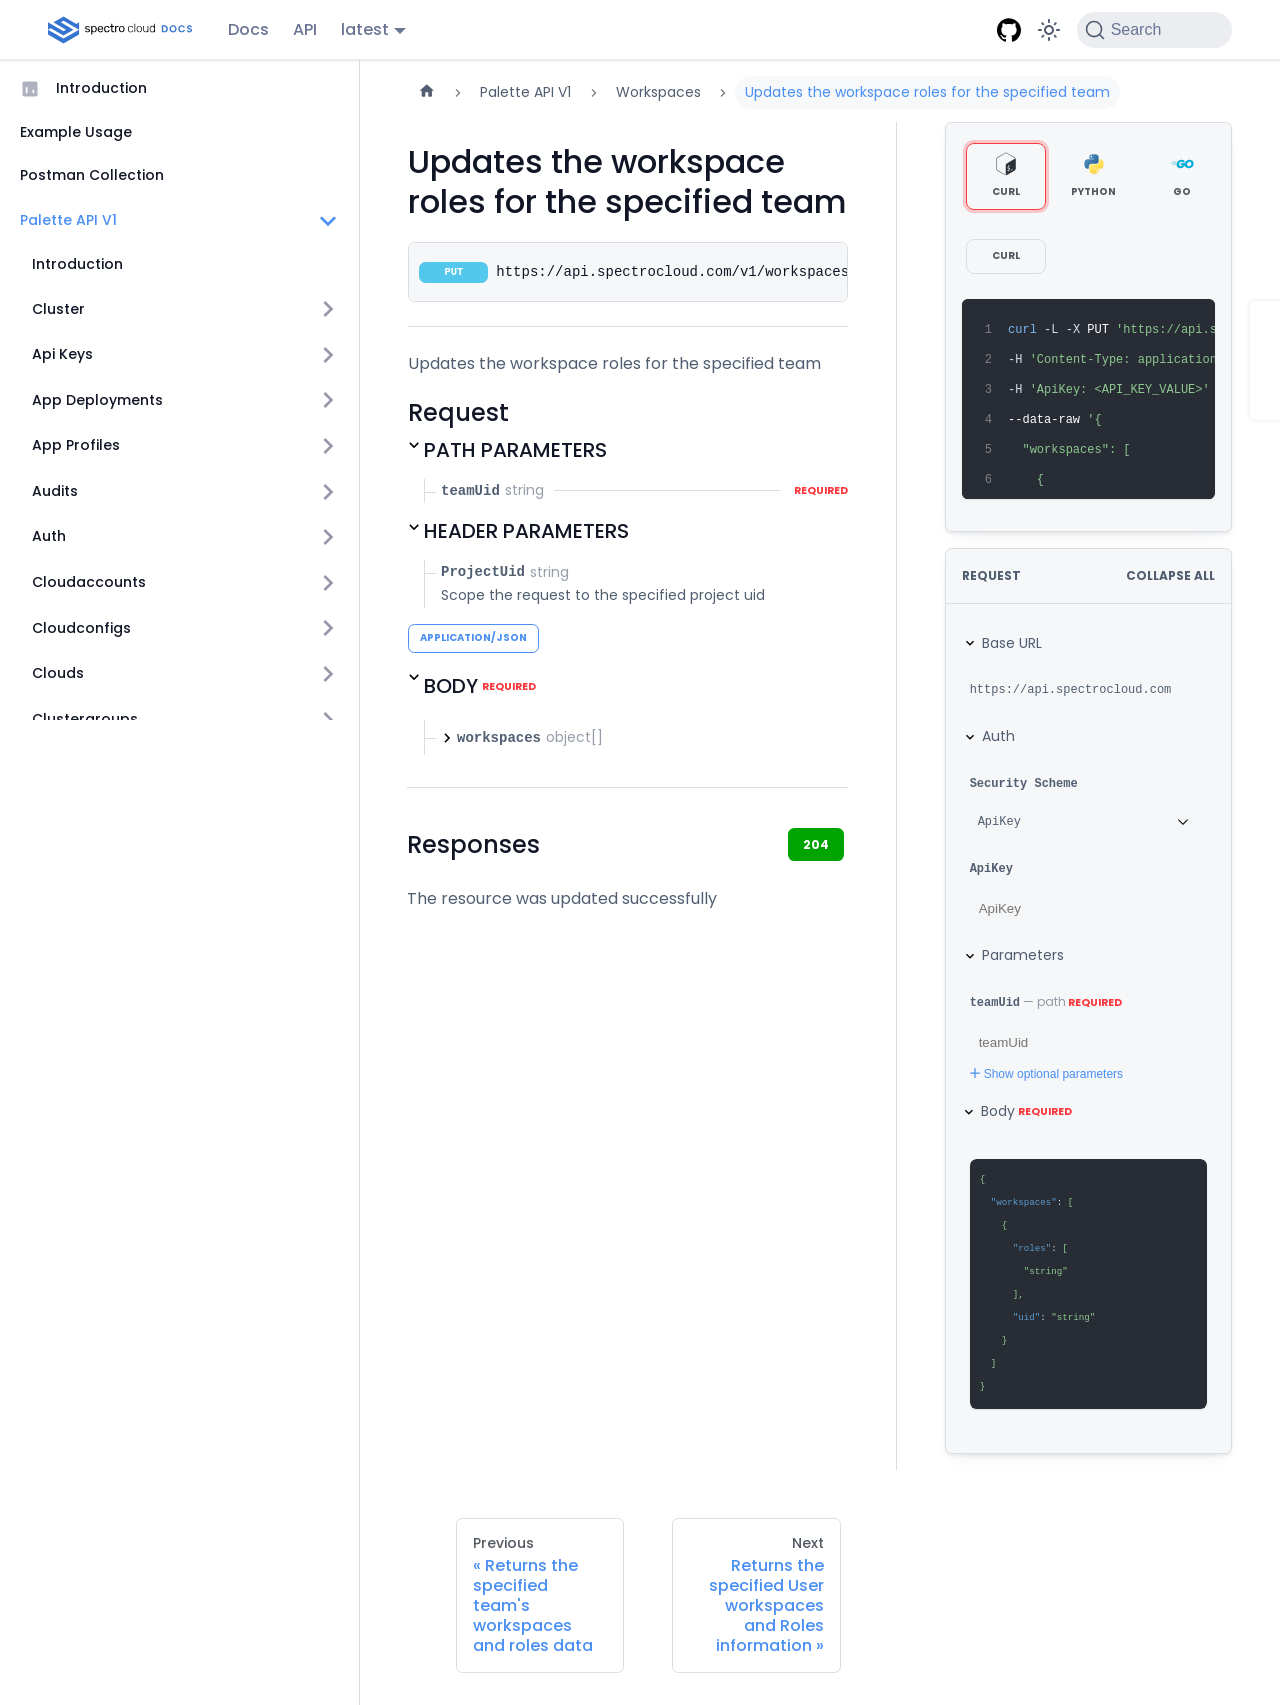 spectro cloud DOCS
Docs
API
latest
Search
Introduction
Example Usage
Postman Collection
Palette API V1
Introduction
Cluster
Api Keys
App Deployments
App Profiles
Audits
Auth
Cloudaccounts
Cloudconfigs
Clouds
Clustergroups
Palette API V1
Workspaces
Updates the workspace roles for the specified team
Updates the workspace
roles for the specified team
PUT https://api.spectrocloud.com/v1/workspaces
Updates the workspace roles for the specified team
Request
PATH PARAMETERS
teamUid string REQUIRED
HEADER PARAMETERS
ProjectUid string
Scope the request to the specified project uid
APPLICATION/JSON
BODY REQUIRED
workspaces object[]
Responses
204
The resource was updated successfully
CURL
PYTHON
GO
CURL
1 curl -L -X PUT 'https://api.s
2 -H 'Content-Type: application
3 -H 'ApiKey: <API_KEY_VALUE>'
4 --data-raw '{
5 "workspaces": [
6 {
REQUEST
COLLAPSE ALL
Base URL
https://api.spectrocloud.com
Auth
Security Scheme
ApiKey
ApiKey
ApiKey
Parameters
teamUid — path REQUIRED
teamUid
Show optional parameters
Body REQUIRED
{
"workspaces": [
{
"roles": [
"string"
],
"uid": "string"
}
]
}
Previous
« Returns the
specified
team's
workspaces
and roles data
Next
Returns the
specified User
workspaces
and Roles
information »